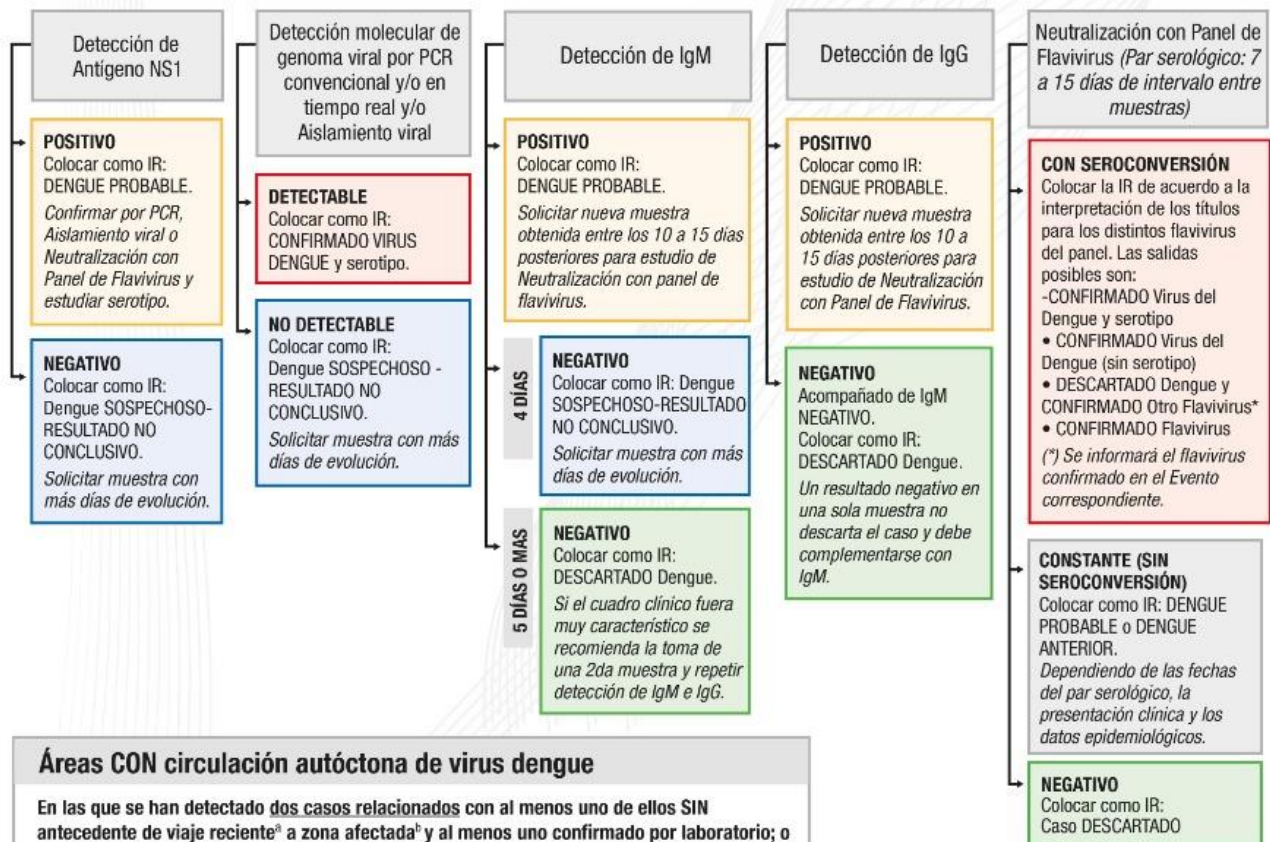 Detección de
Antígeno NS1
POSITIVO
Colocar como IR:
DENGUE PROBABLE.
Confirmar por PCR,
Aislamiento viral o
Neutralización con
Panel de Flavivirus y
estudiar serotipo.
NEGATIVO
Colocar como IR:
Dengue SOSPECHOSO-
RESULTADO NO
CONCLUSIVO.
Solicitar muestra con
más días de evolución.
Detección molecular de
genoma viral por PCR
convencional y/o en
tiempo real y/o
Aislamiento viral
DETECTABLE
Colocar como IR:
CONFIRMADO VIRUS
DENGUE y serotipo.
NO DETECTABLE
Colocar como IR:
Dengue SOSPECHOSO -
RESULTADO NO
CONCLUSIVO.
Solicitar muestra con más
días de evolución.
Detección de IgM
POSITIVO
Colocar como IR:
DENGUE PROBABLE.
Solicitar nueva muestra
obtenida entre los 10 a 15 días
posteriores para estudio de
Neutralización con panel de
flavivirus.
4 DÍAS
NEGATIVO
Colocar como IR: Dengue
SOSPECHOSO-RESULTADO
NO CONCLUSIVO.
Solicitar muestra con más
días de evolución.
5 DÍAS O MAS
NEGATIVO
Colocar como IR:
DESCARTADO Dengue.
Si el cuadro clínico fuera
muy característico se
recomienda la toma de
una 2da muestra y repetir
detección de IgM e IgG.
Detección de IgG
POSITIVO
Colocar como IR:
DENGUE PROBABLE.
Solicitar nueva muestra
obtenida entre los 10 a
15 días posteriores para
estudio de Neutralización
con Panel de Flavivirus.
NEGATIVO
Acompañado de IgM
NEGATIVO.
Colocar como IR:
DESCARTADO Dengue.
Un resultado negativo en
una sola muestra no
descarta el caso y debe
complementarse con
IgM.
Neutralización con Panel de
Flavivirus (Par serológico: 7
a 15 días de intervalo entre
muestras)
CON SEROCONVERSIÓN
Colocar la IR de acuerdo a la
interpretación de los títulos
para los distintos flavivirus
del panel. Las salidas
posibles son:
-CONFIRMADO Virus del
Dengue y serotipo
• CONFIRMADO Virus del
Dengue (sin serotipo)
• DESCARTADO Dengue y
CONFIRMADO Otro Flavivirus*
• CONFIRMADO Flavivirus
(*) Se informará el flavivirus
confirmado en el Evento
correspondiente.
CONSTANTE (SIN
SEROCONVERSIÓN)
Colocar como IR: DENGUE
PROBABLE o DENGUE
ANTERIOR.
Dependiendo de las fechas
del par serológico, la
presentación clínica y los
datos epidemiológicos.
NEGATIVO
Colocar como IR:
Caso DESCARTADO
Áreas CON circulación autóctona de virus dengue
En las que se han detectado dos casos relacionados con al menos uno de ellos SIN
antecedente de viaje recienteª a zona afectadaᵇ y al menos uno confirmado por laboratorio; o